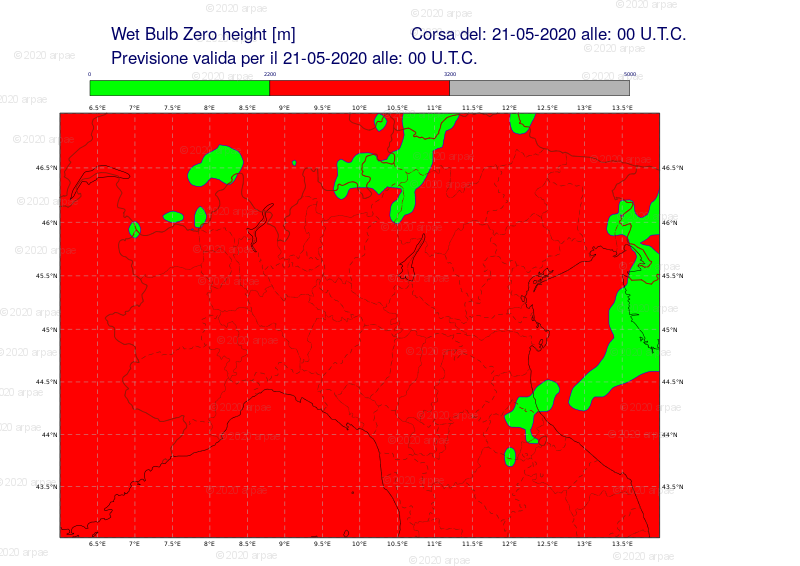 Wet Bulb Zero height [m] Corsa del: 21-05-2020 alle: 00 U.T.C.
Previsione valida per il 21-05-2020 alle: 00 U.T.C.
0 2200 3200 5000
6.5°E 7°E 7.5°E 8°E 8.5°E 9°E 9.5°E 10°E 10.5°E 11°E 11.5°E 12°E 12.5°E 13°E 13.5°E
46.5°N 46.5°N
46°N 46°N
45.5°N 45.5°N
45°N 45°N
44.5°N 44.5°N
44°N 44°N
43.5°N 43.5°N
6.5°E 7°E 7.5°E 8°E 8.5°E 9°E 9.5°E 10°E 10.5°E 11°E 11.5°E 12°E 12.5°E 13°E 13.5°E
© 2020 arpae